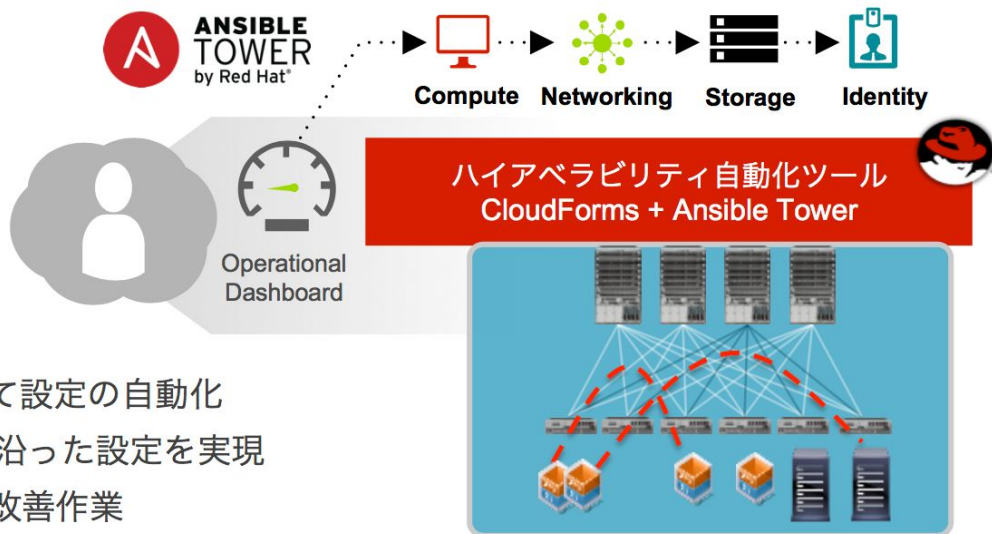 ANSIBLE
TOWER
by Red Hat®
Compute Networking Storage Identity
ハイアベラビリティ自動化ツール
CloudForms + Ansible Tower
Operational
Dashboard
て設定の自動化
沿った設定を実現
改善作業